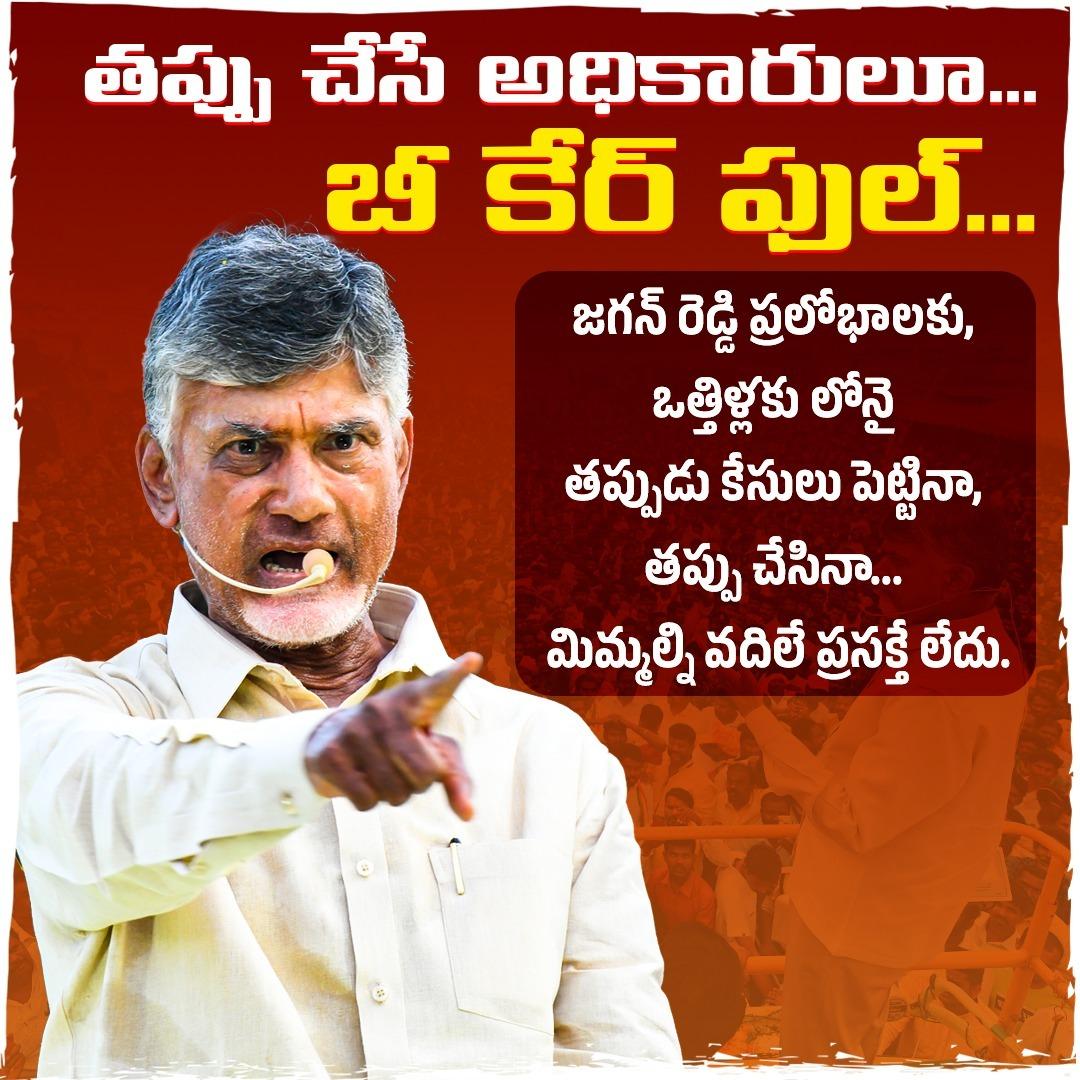 తప్పు చేసే అధికారులూ...
బీ కేర్ ఫుల్...
జగన్ రెడ్డి ప్రలోభాలకు,
ఒత్తిళ్లకు లోనై
తప్పుడు కేసులు పెట్టినా,
తప్పు చేసినా...
మిమ్మల్ని వదిలే ప్రసక్తే లేదు.